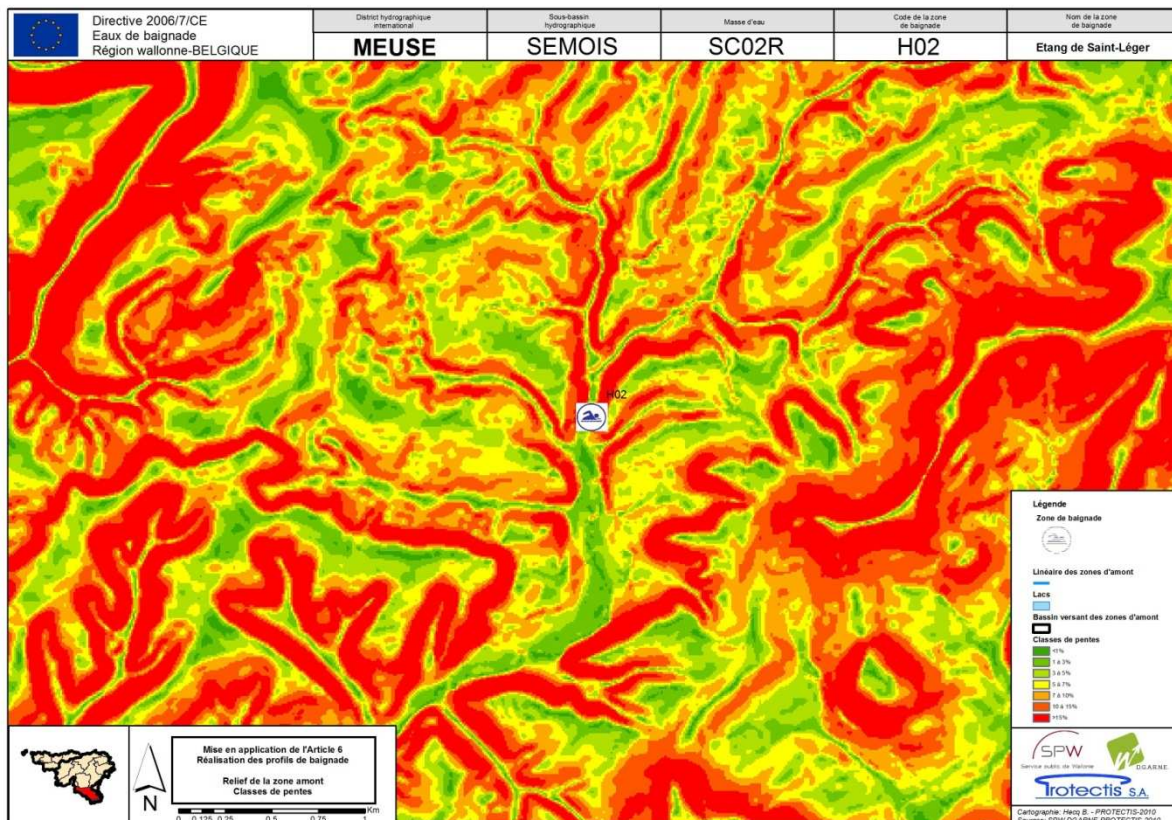 Directive 2006/7/CE
Eaux de baignade
Région wallonne-BELGIQUE
District hydrographique
international
MEUSE
Sous-bassin
hydrographique
SEMOIS
Masse d'eau
SC02R
Code de la zone
de baignade
H02
Nom de la zone
de baignade
Etang de Saint-Léger
H02
Légende
Zone de baignade
Linéaire des zones d'amont
Lacs
Bassin versant des zones d'amont
Classes de pentes
<1%
1 à 3%
3 à 5%
5 à 7%
7 à 10%
10 à 15%
>15%
Mise en application de l'Article 6
Réalisation des profils de baignade
Relief de la zone amont
Classes de pentes
N
Km
0 0.125 0.25 0.5 0.75 1
SPW
Service public de Wallonie
DGARNE
Protectis S.A.
Cartographie: Hecq B. - PROTECTIS-2010
Sources: SPW-DGARNE-PROTECTIS-2010